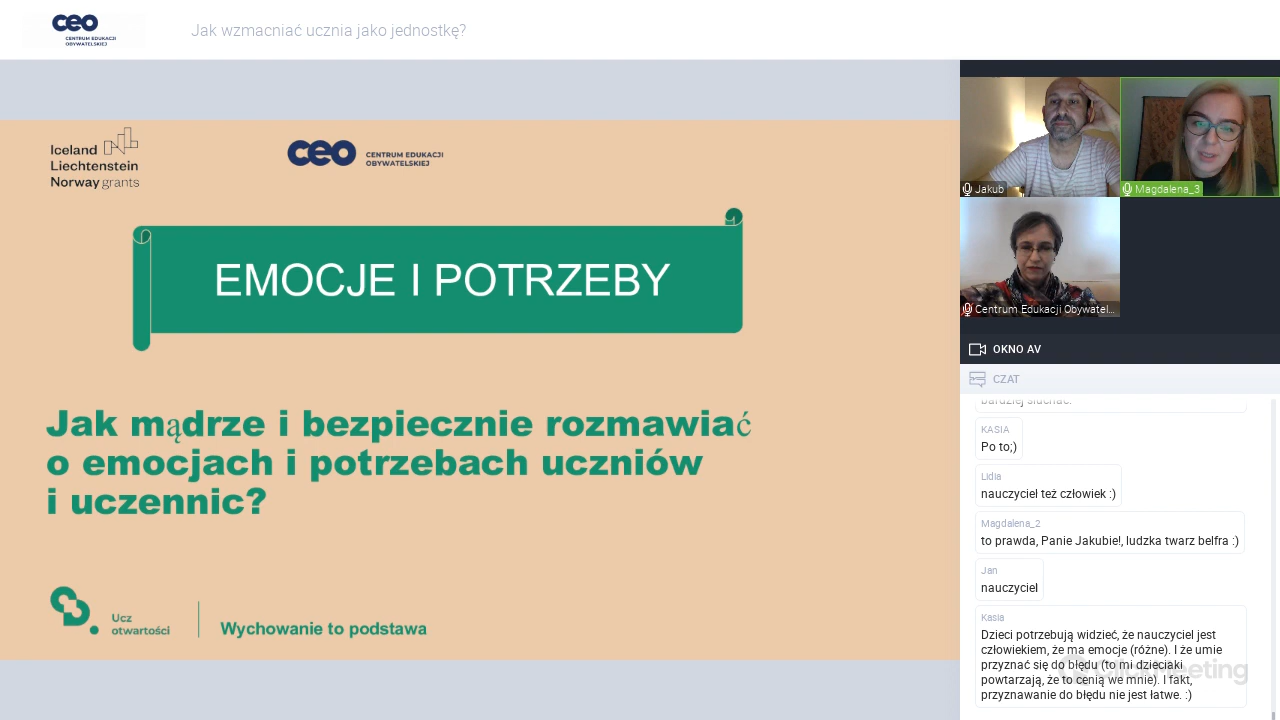 ceo
CENTRUM EDUKACJI
OBYWATELSKIEJ
Jak wzmacniać ucznia jako jednostkę?
Iceland
Liechtenstein
Norway grants
ceo
CENTRUM EDUKACJI
OBYWATELSKIEJ
EMOCJE I POTRZEBY
Jak mądrze i bezpiecznie rozmawiać
o emocjach i potrzebach uczniów
i uczennic?
Ucz
otwartości
Wychowanie to podstawa
Jakub
Magdalena_3
Centrum Edukacji Obywatel...
OKNO AV
CZAT
bardziej słuchać.
KASIA
Po to;)
Lidia
nauczyciel też człowiek :)
Magdalena_2
to prawda, Panie Jakubie!, ludzka twarz belfra :)
Jan
nauczyciel
Kasia
Dzieci potrzebują widzieć, że nauczyciel jest
człowiekiem, że ma emocje (różne). I że umie
przyznać się do błędu (to mi dzieciaki
powtarzają, że to cenią we mnie). I fakt,
przyznawanie do błędu nie jest łatwe. :)
ClickMeeting